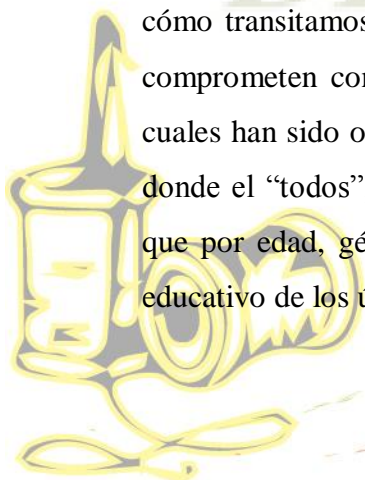 cómo transitamos
comprometen con
cuales han sido o
donde el “todos”
que por edad, gé
educativo de los ú